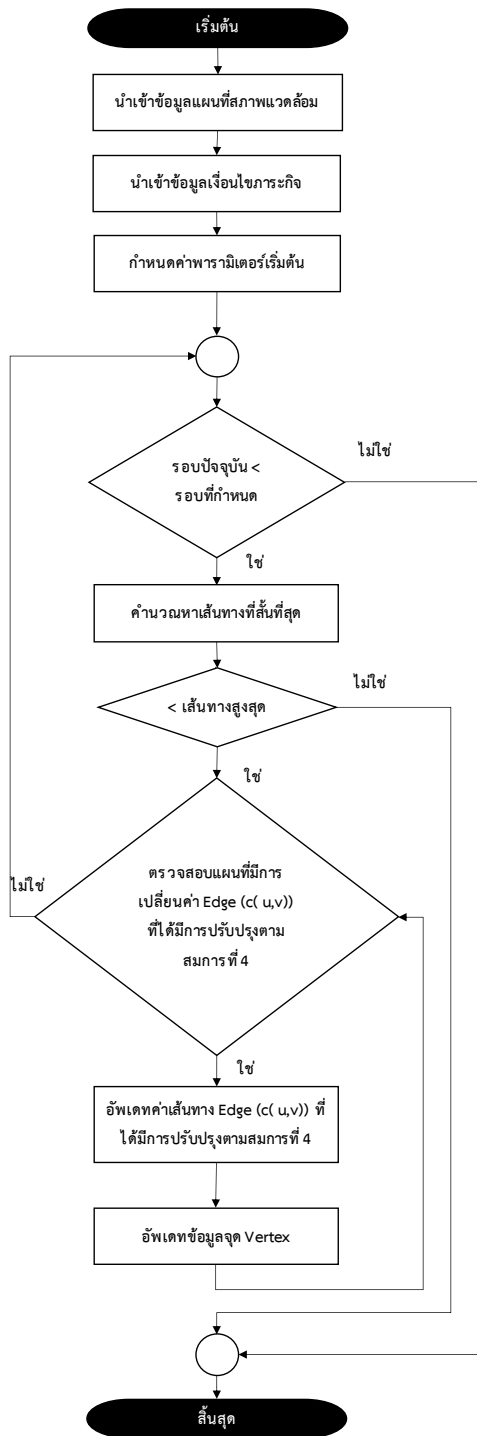 เริ่มต้น
นำเข้าข้อมูลแผนที่สภาพแวดล้อม
นำเข้าข้อมูลเงื่อนไขภาระกิจ
กำหนดค่าพารามิเตอร์เริ่มต้น
รอบปัจจุบัน <
รอบที่กำหนด
ไม่ใช่
ใช่
คำนวณหาเส้นทางที่สั้นที่สุด
< เส้นทางสูงสุด
ไม่ใช่
ใช่
ตรวจสอบแผนที่มีการ
เปลี่ยนค่า Edge (c( u,v))
ที่ได้มีการปรับปรุงตาม
สมการที่ 4
ไม่ใช่
ใช่
อัพเดทค่าเส้นทาง Edge (c( u,v)) ที่
ได้มีการปรับปรุงตามสมการที่ 4
อัพเดทข้อมูลจุด Vertex
สิ้นสุด